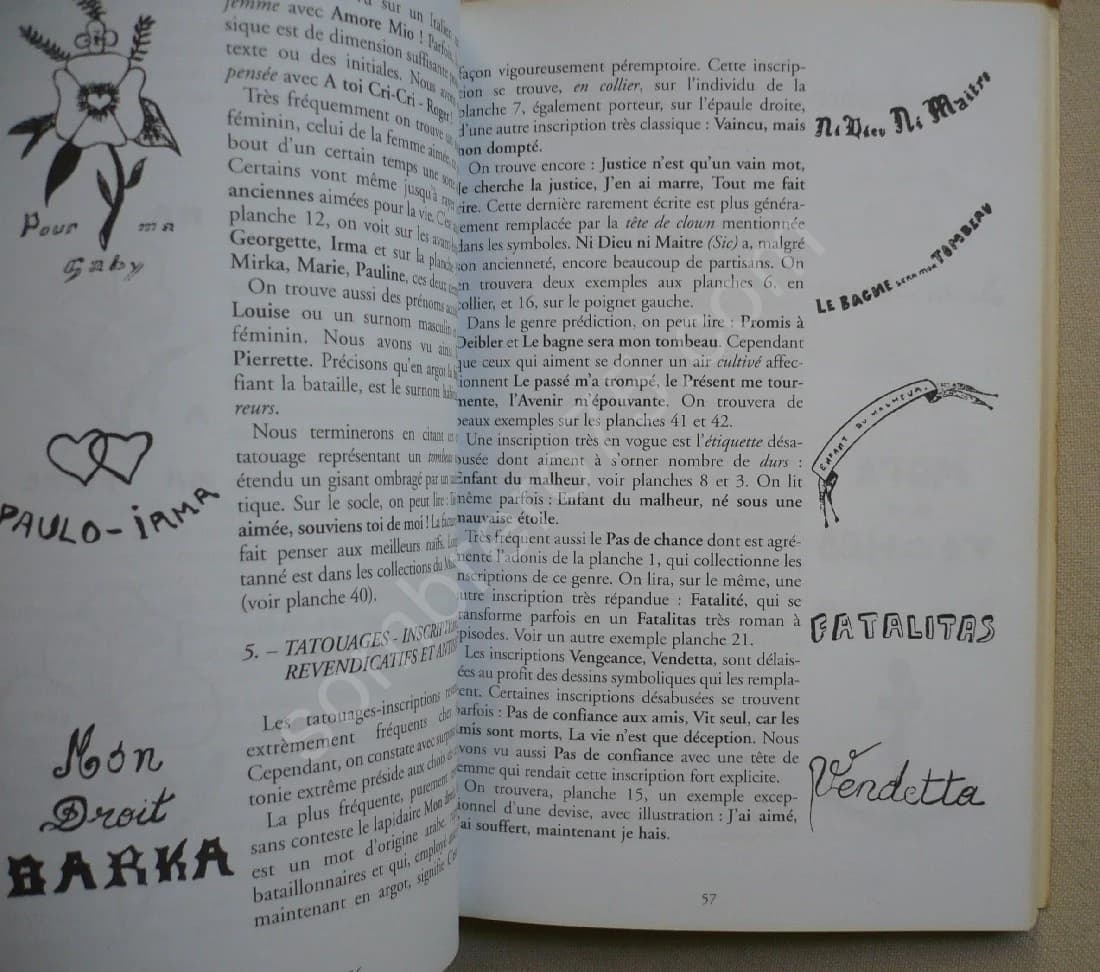 Pour ma
Gaby
PAULO-IRMA
Mon
Droit
BARKA
femme avec Amore Mio ! Parfois,
sique est de dimension suffisante
texte ou des initiales. Nous
pensée avec A toi Cri-Cri - Roger !
Très fréquemment on trouve
féminin, celui de la femme aimée,
bout d'un certain temps une
Certains vont même jusqu'à
anciennes aimées pour la vie.
planche 12, on voit sur les
Georgette, Irma et sur la planche
Mirka, Marie, Pauline, ces deux
On trouve aussi des prénoms
Louise ou un surnom masculin
féminin. Nous avons vu
Pierrette. Précisons qu'en argot
fiant la bataille, est le surnom
reurs.
Nous terminerons en citant
tatouage représentant un tombeau
étendu un gisant ombragé par un
tique. Sur le socle, on peut lire :
aimée, souviens toi de moi ! La
fait penser aux meilleurs naïfs.
tanné est dans les collections du
(voir planche 40).
5. – TATOUAGES - INSCRIPTIONS
REVENDICATIFS ET
Les tatouages-inscriptions
extrêmement fréquents chez
Cependant, on constate avec
tonie extrême préside aux choix
La plus fréquente, purement
sans conteste le lapidaire Mon
est un mot d'origine arabe
bataillonnaires et qui, employé
maintenant en argot, signifie
façon vigoureusement péremptoire. Cette inscrip-
tion se trouve, en collier, sur l'individu de la
planche 7, également porteur, sur l'épaule droite,
d'une autre inscription très classique : Vaincu, mais
non dompté.
On trouve encore : Justice n'est qu'un vain mot,
Je cherche la justice, J'en ai marre, Tout me fait
rire. Cette dernière rarement écrite est plus généra-
lement remplacée par la tête de clown mentionnée
dans les symboles. Ni Dieu ni Maitre (Sic) a, malgré
son ancienneté, encore beaucoup de partisans. On
en trouvera deux exemples aux planches 6, en
collier, et 16, sur le poignet gauche.
Dans le genre prédiction, on peut lire : Promis à
Deibler et Le bagne sera mon tombeau. Cependant
que ceux qui aiment se donner un air cultivé affec-
tionnent Le passé m'a trompé, le Présent me tour-
mente, l'Avenir m'épouvante. On trouvera de
beaux exemples sur les planches 41 et 42.
Une inscription très en vogue est l'étiquette désa-
busée dont aiment à s'orner nombre de durs :
Enfant du malheur, voir planches 8 et 3. On lit
même parfois : Enfant du malheur, né sous une
mauvaise étoile.
Très fréquent aussi le Pas de chance dont est agré-
menté l'adonis de la planche 1, qui collectionne les
inscriptions de ce genre. On lira, sur le même, une
autre inscription très répandue : Fatalité, qui se
transforme parfois en un Fatalitas très roman à
épisodes. Voir un autre exemple planche 21.
Les inscriptions Vengeance, Vendetta, sont délais-
sées au profit des dessins symboliques qui les rempla-
cent. Certaines inscriptions désabusées se trouvent
parfois : Pas de confiance aux amis, Vit seul, car les
amis sont morts, La vie n'est que déception. Nous
avons vu aussi Pas de confiance avec une tête de
femme qui rendait cette inscription fort explicite.
On trouvera, planche 15, un exemple excep-
tionnel d'une devise, avec illustration : J'ai aimé,
j'ai souffert, maintenant je hais.
57
Ni Dieu Ni Maitre
LE BAGNE sera mon TOMBEAU
ENFANT DU MALHEUR.
FATALITAS
Vendetta
sombrero75.com